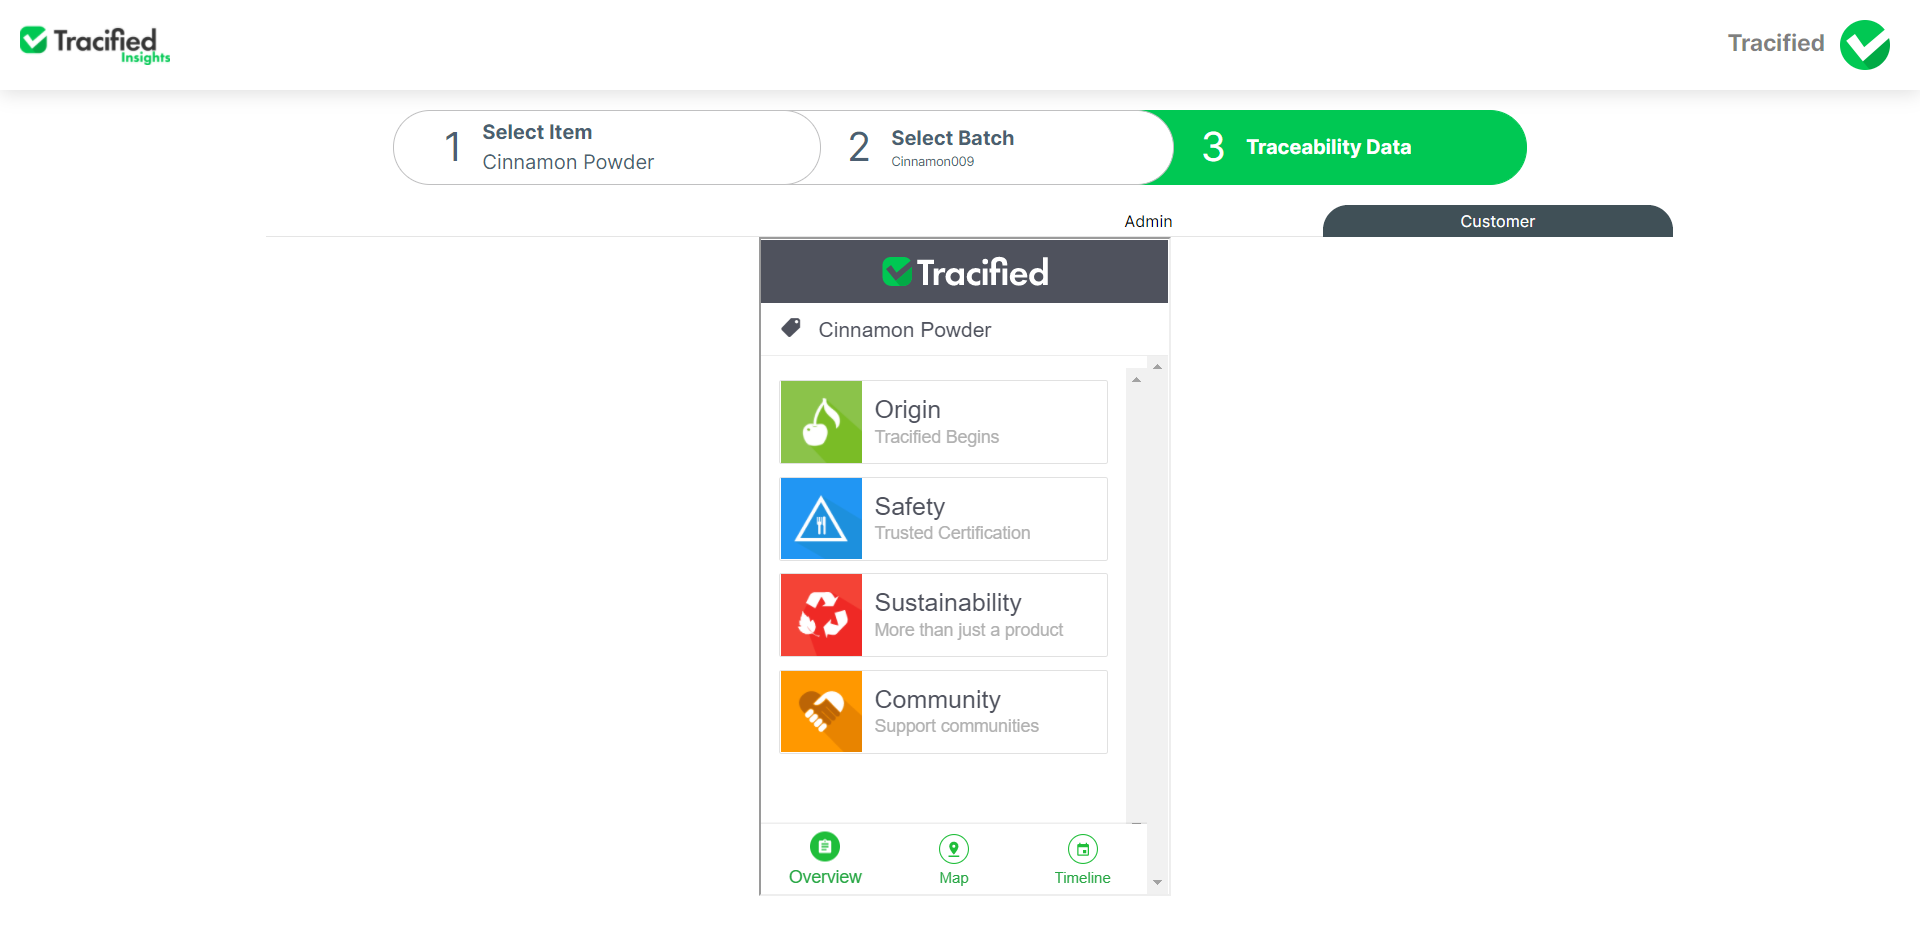 Tracified
Insights
Tracified
1 Select Item
Cinnamon Powder
2 Select Batch
Cinnamon009
3 Traceability Data
Admin
Customer
Tracified
Cinnamon Powder
Origin
Tracified Begins
Safety
Trusted Certification
Sustainability
More than just a product
Community
Support communities
Overview
Map
Timeline